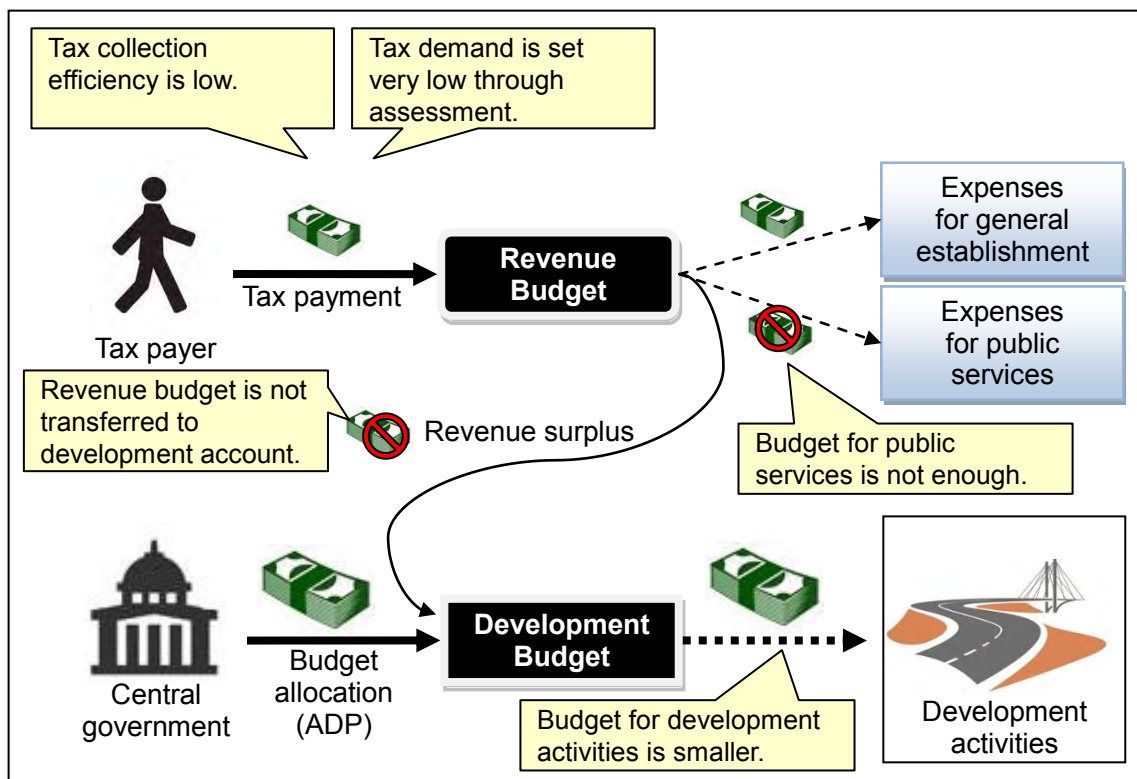 Tax collection
efficiency is low.
Tax demand is set
very low through
assessment.
Expenses
for general
establishment
Revenue
Budget
Tax payment
Tax payer
Expenses
for public
services
Revenue budget is not
transferred to
development account.
Revenue surplus
Budget for public
services is not enough.
Development
Budget
Budget
allocation
(ADP)
Central
government
Budget for development
activities is smaller.
Development
activities